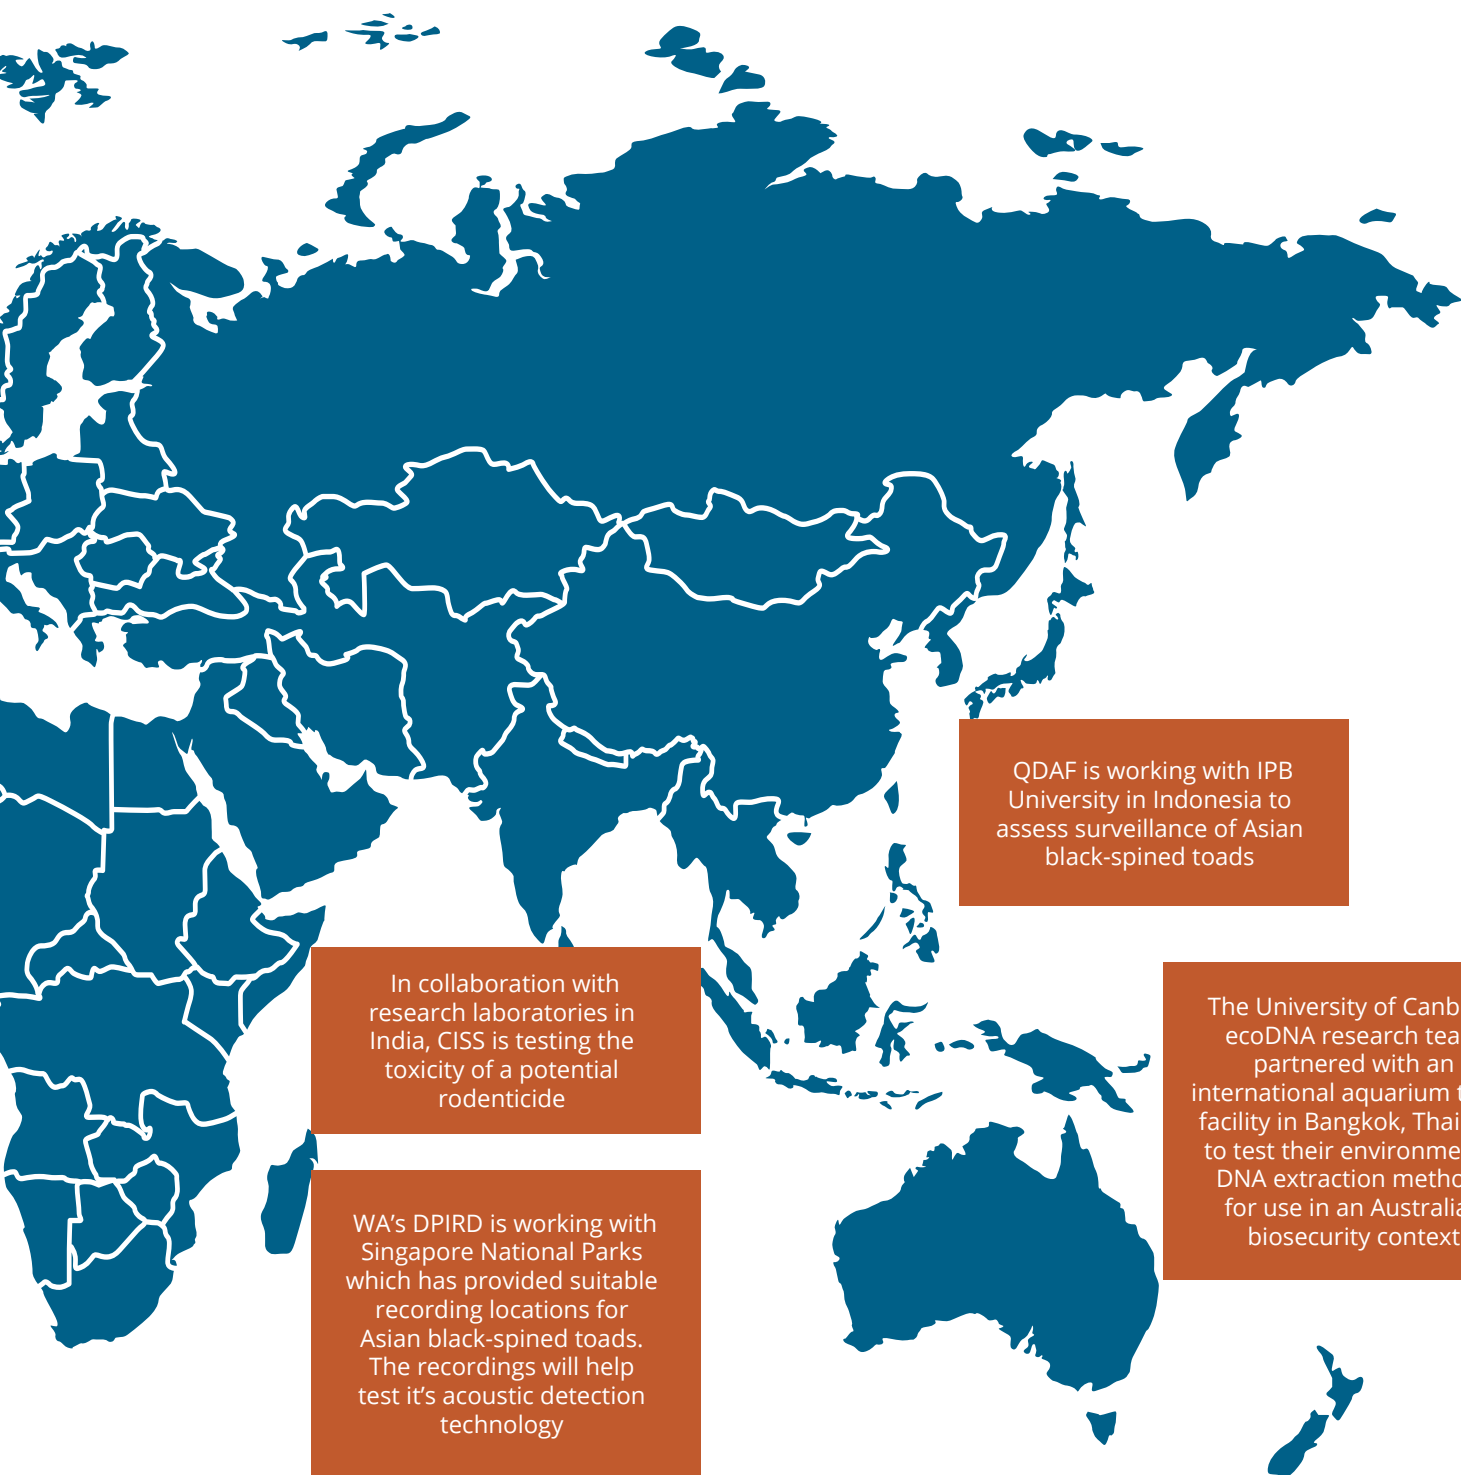 QDAF is working with IPB
University in Indonesia to
assess surveillance of Asian
black-spined toads
In collaboration with
research laboratories in
India, CISS is testing the
toxicity of a potential
rodenticide
The University of Canb
ecoDNA research tea
partnered with an
international aquarium t
facility in Bangkok, Thai
to test their environme
DNA extraction metho
for use in an Australia
biosecurity context
WA's DPIRD is working with
Singapore National Parks
which has provided suitable
recording locations for
Asian black-spined toads.
The recordings will help
test it's acoustic detection
technology